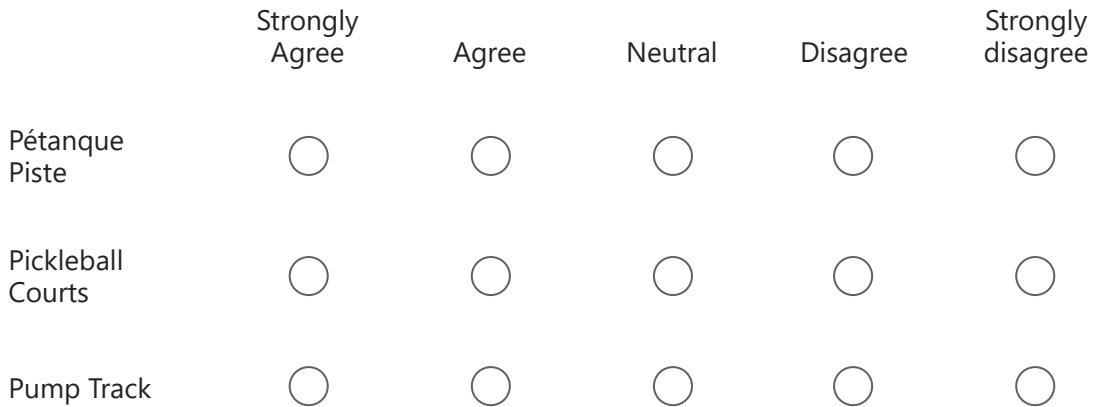 Strongly
Agree
Agree
Neutral
Disagree
Strongly
disagree
Pétanque
Piste
Pickleball
Courts
Pump Track